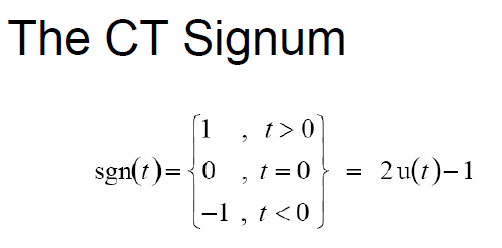 The CT Signum
1 , t > 0
sgn(t) = { 0 , t = 0 } = 2u(t) − 1
−1 , t < 0